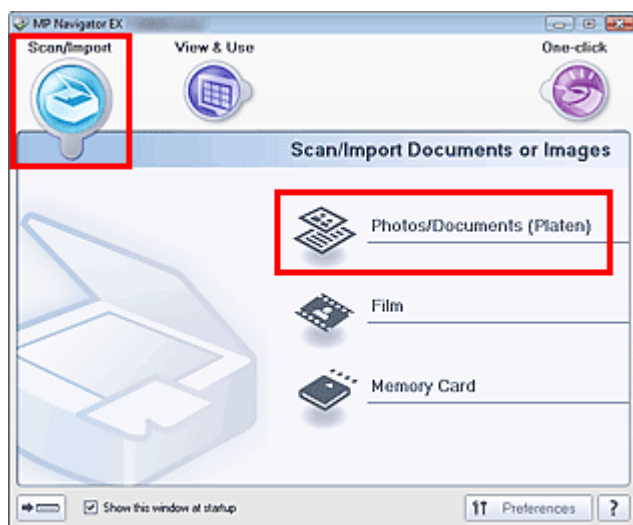 MP Navigator EX
Scan/Import
View & Use
One-click
Scan/Import Documents or Images
Photos/Documents (Platen)
Film
Memory Card
Show this window at startup
Preferences
?